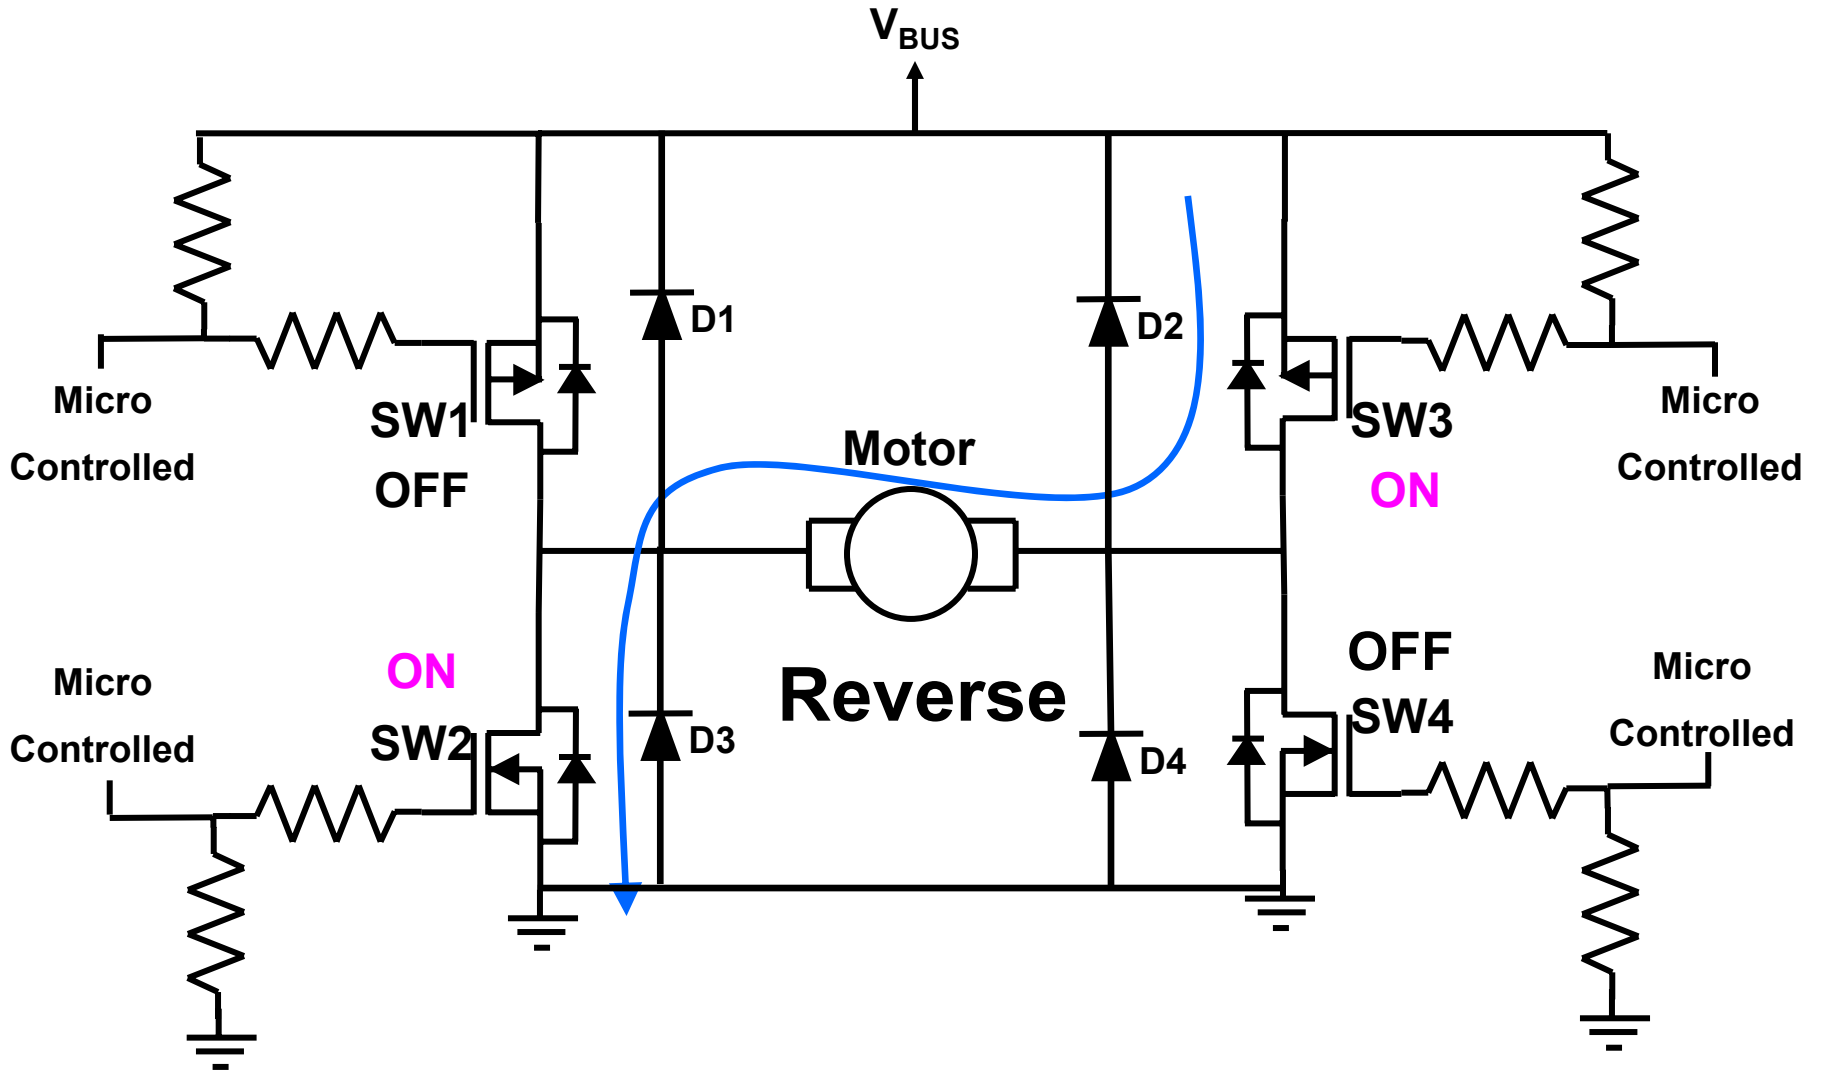 VBUS
D1
D2
Micro
Controlled
SW1
OFF
Motor
SW3
ON
Micro
Controlled
Micro
Controlled
ON
SW2
D3
Reverse
D4
OFF
SW4
Micro
Controlled